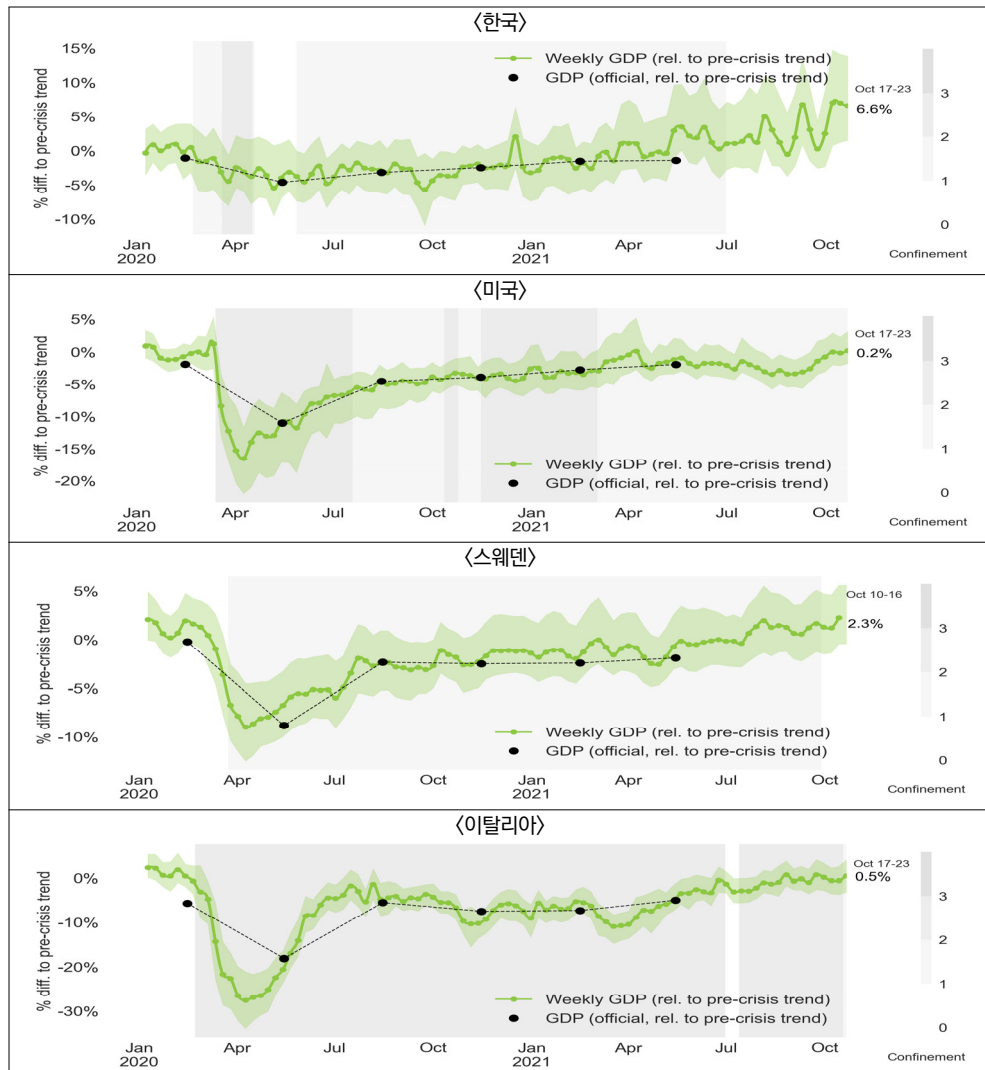 〈한국〉
15%
10%
5%
0%
-5%
-10%
% diff. to pre-crisis trend
Weekly GDP (rel. to pre-crisis trend)
GDP (official, rel. to pre-crisis trend)
Oct 17-23
6.6%
3
2
1
0
Confinement
Jan Apr Jul Oct Jan Apr Jul Oct
2020 2021
〈미국〉
5%
0%
-5%
-10%
-15%
-20%
% diff. to pre-crisis trend
Oct 17-23
0.2%
Weekly GDP (rel. to pre-crisis trend)
GDP (official, rel. to pre-crisis trend)
3
2
1
0
Confinement
Jan Apr Jul Oct Jan Apr Jul Oct
2020 2021
〈스웨덴〉
5%
0%
-5%
-10%
% diff. to pre-crisis trend
Oct 10-16
2.3%
Weekly GDP (rel. to pre-crisis trend)
GDP (official, rel. to pre-crisis trend)
3
2
1
0
Confinement
Jan Apr Jul Oct Jan Apr Jul Oct
2020 2021
〈이탈리아〉
0%
-10%
-20%
-30%
% diff. to pre-crisis trend
Oct 17-23
0.5%
Weekly GDP (rel. to pre-crisis trend)
GDP (official, rel. to pre-crisis trend)
3
2
1
0
Confinement
Jan Apr Jul Oct Jan Apr Jul Oct
2020 2021